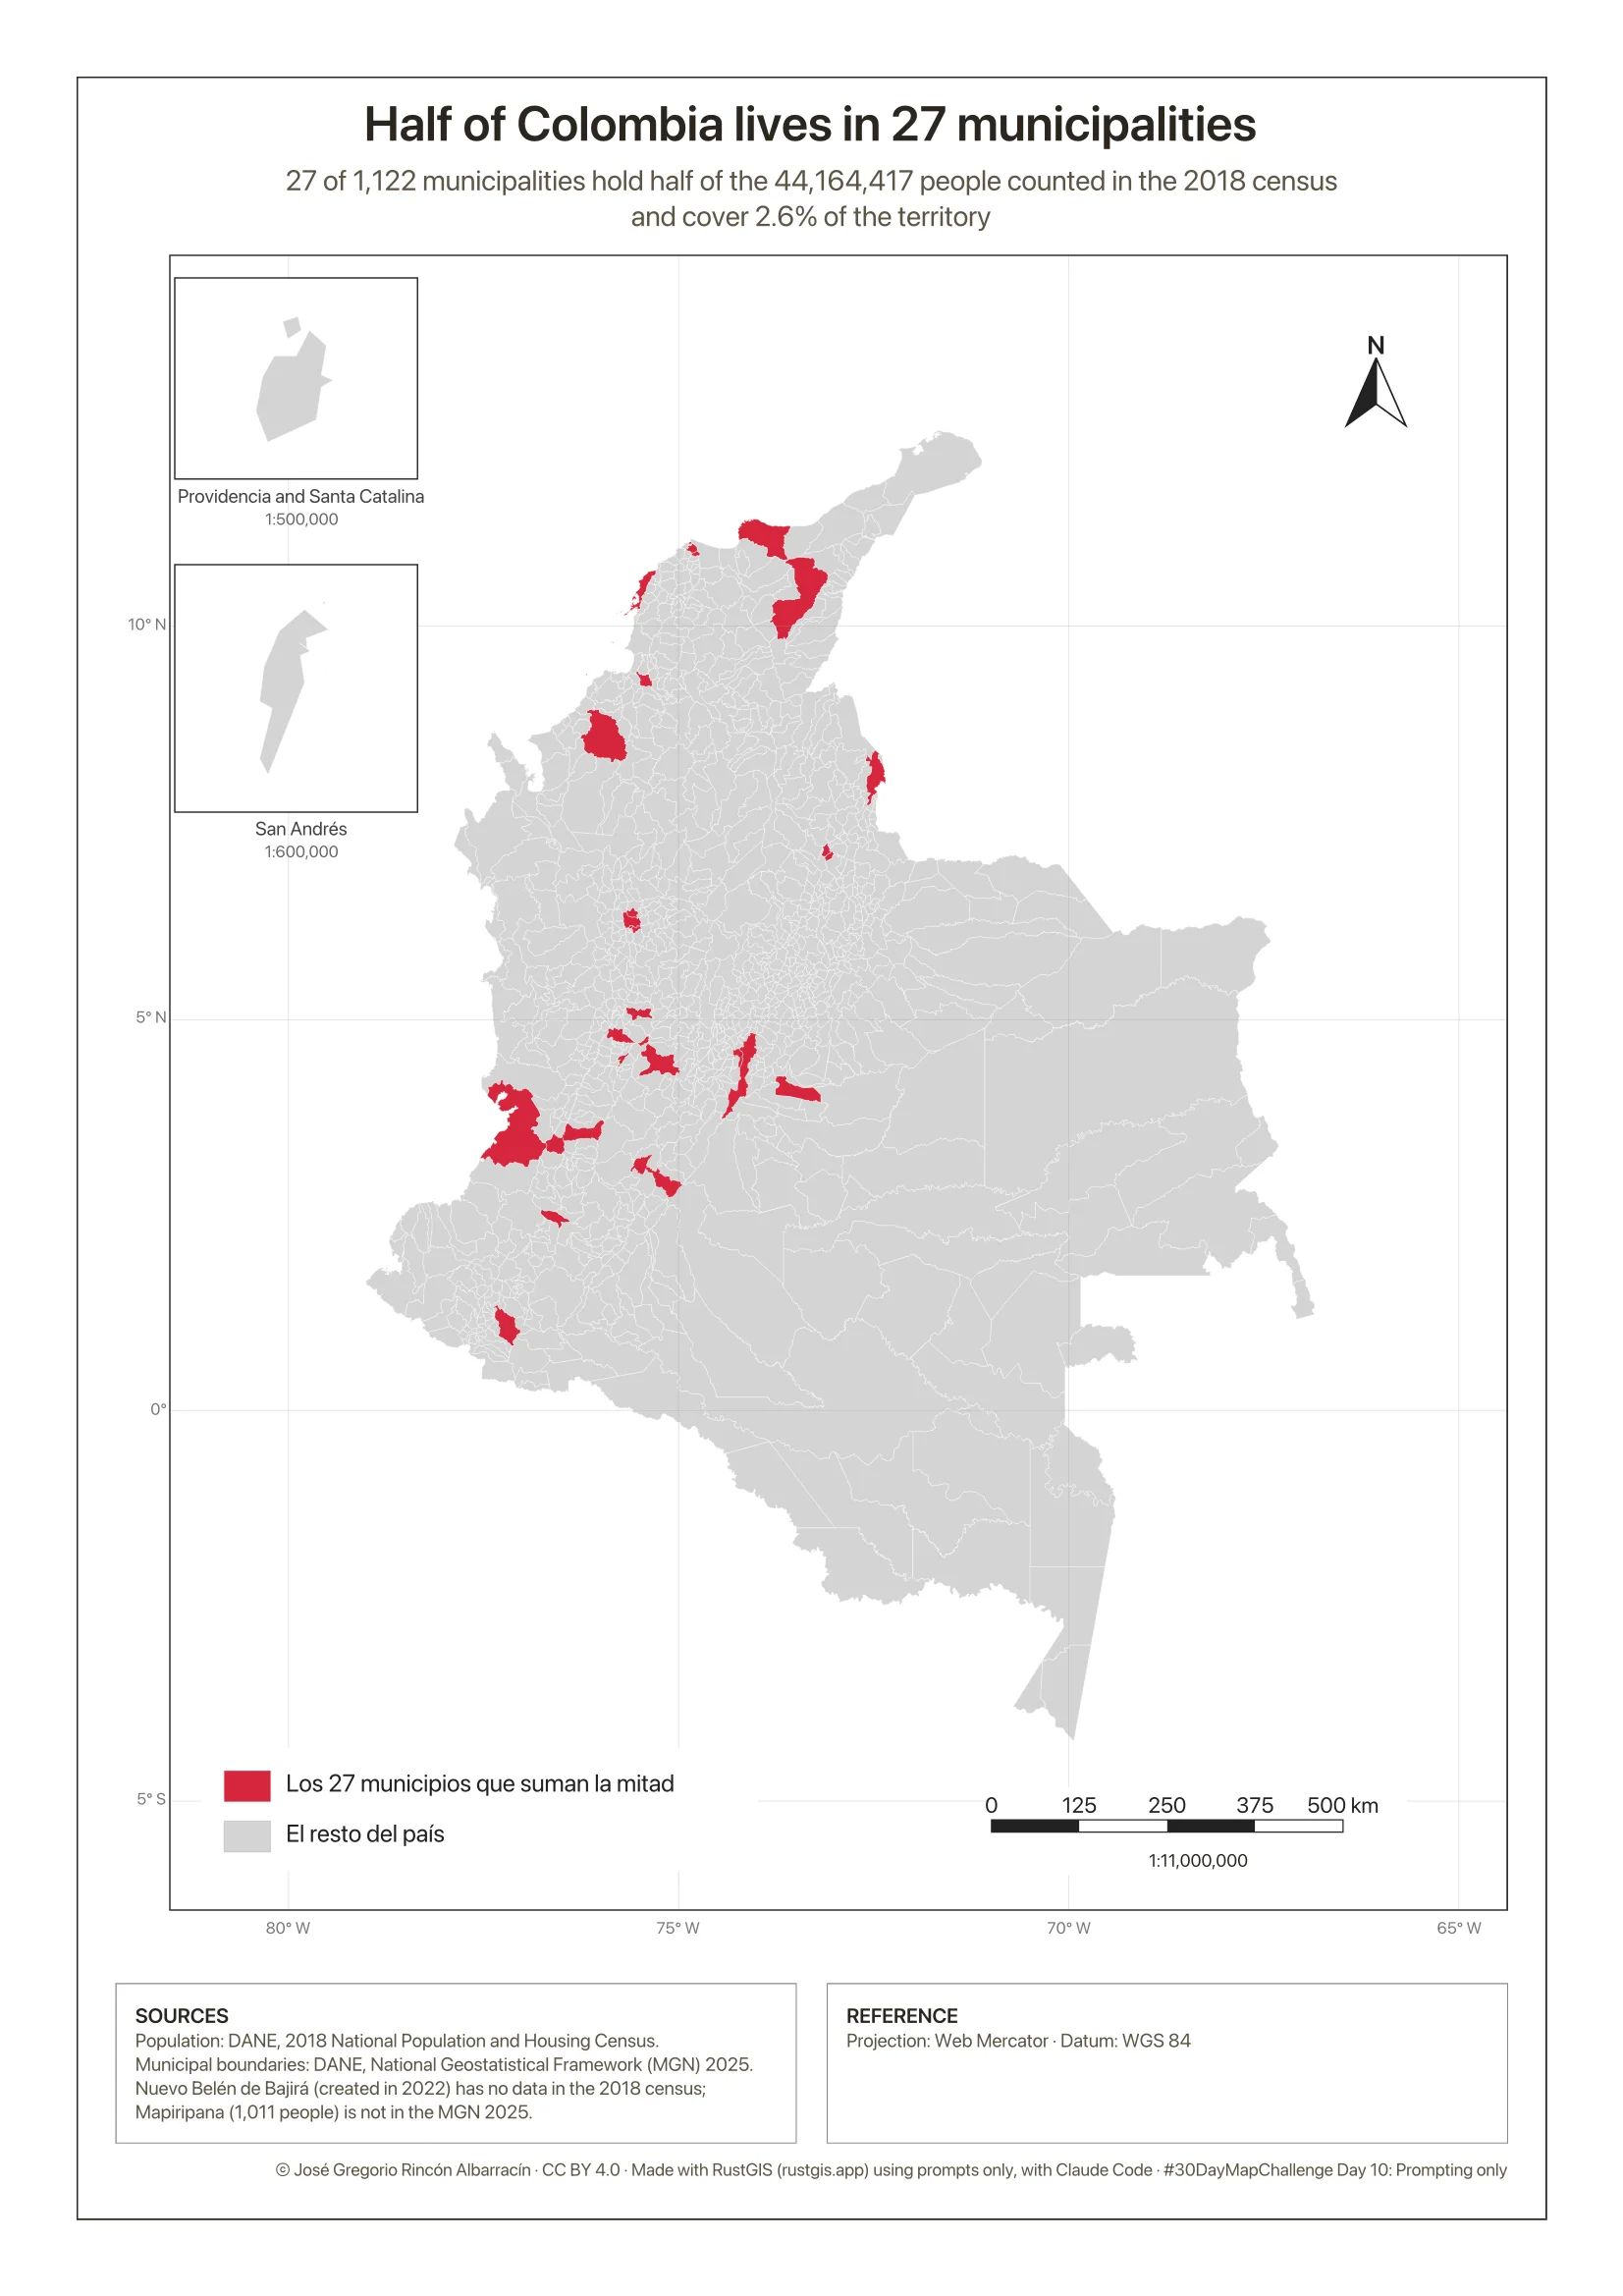 Half of Colombia lives in 27 municipalities
27 of 1,122 municipalities hold half of the 44,164,417 people counted in the 2018 census
and cover 2.6% of the territory
Providencia and Santa Catalina
1:500,000
San Andrés
1:600,000
N
10° N
5° N
0°
5° S
Los 27 municipios que suman la mitad
El resto del país
0 125 250 375 500 km
1:11,000,000
80° W 75° W 70° W 65° W
SOURCES
Population: DANE, 2018 National Population and Housing Census.
Municipal boundaries: DANE, National Geostatistical Framework (MGN) 2025.
Nuevo Belén de Bajirá (created in 2022) has no data in the 2018 census;
Mapiripana (1,011 people) is not in the MGN 2025.
REFERENCE
Projection: Web Mercator · Datum: WGS 84
© José Gregorio Rincón Albarracín · CC BY 4.0 · Made with RustGIS (rustgis.app) using prompts only, with Claude Code · #30DayMapChallenge Day 10: Prompting only